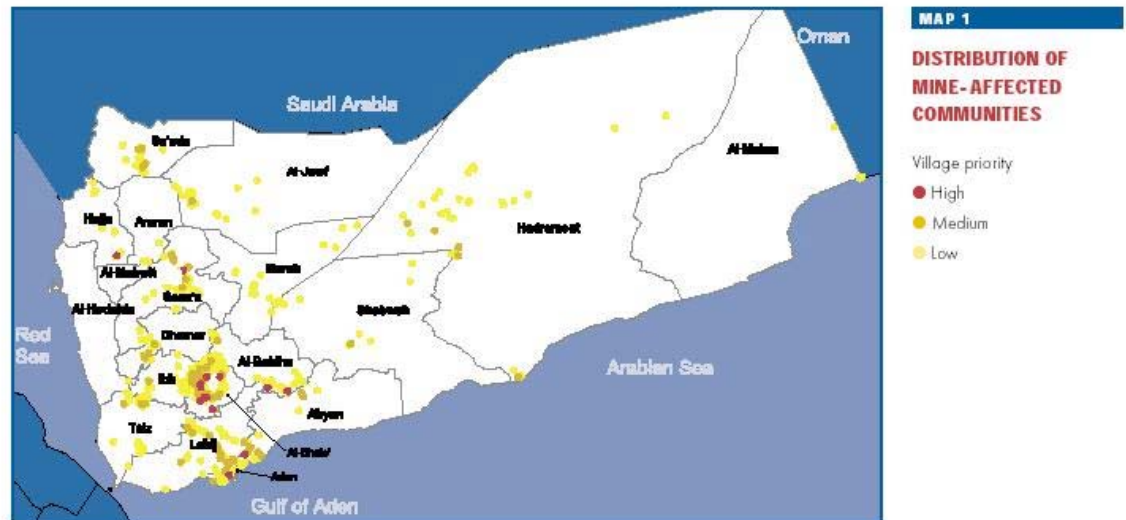 MAP 1
DISTRIBUTION OF
MINE-AFFECTED
COMMUNITIES
Village priority
High
Medium
Low
Oman
Saudi Arabia
Sa'ada
Al-Jawf
Al-Mahra
Hajja
Amran
Hadramout
Al-Mahwit
Marib
Sana'a
Al-Hodeida
Shabwah
Dhamar
Red
Sea
Al-Baidha
Arabian Sea
Ibb
Abyan
Taiz
Lahij
Al-Dhale'
Aden
Gulf of Aden